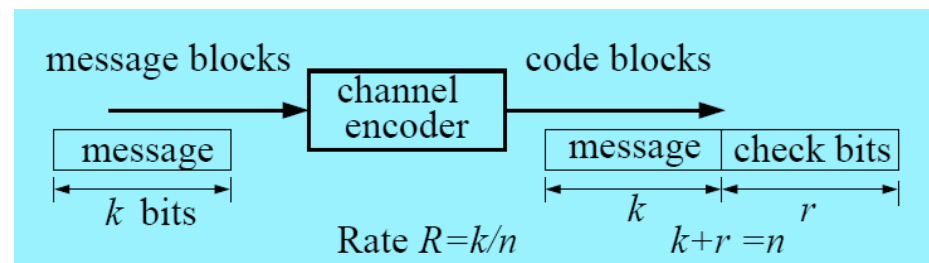 message blocks
channel
encoder
code blocks
message
message
check bits
k bits
k
r
Rate R=k/n
k+r =n